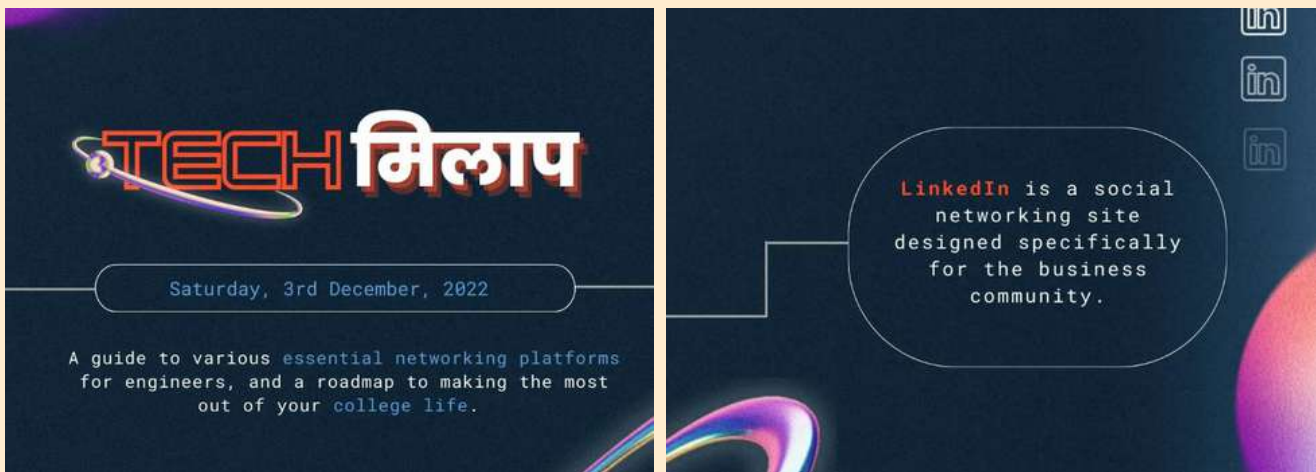 TECH मिलाप
Saturday, 3rd December, 2022
A guide to various essential networking platforms
for engineers, and a roadmap to making the most
out of your college life.
in
in
in
LinkedIn is a social
networking site
designed specifically
for the business
community.